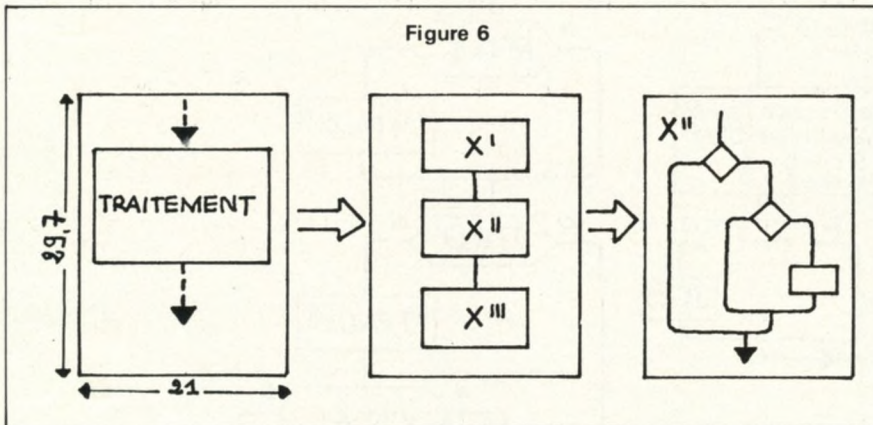 Figure 6
TRAITEMENT
29,7
21
X'
X"
X'''
X"